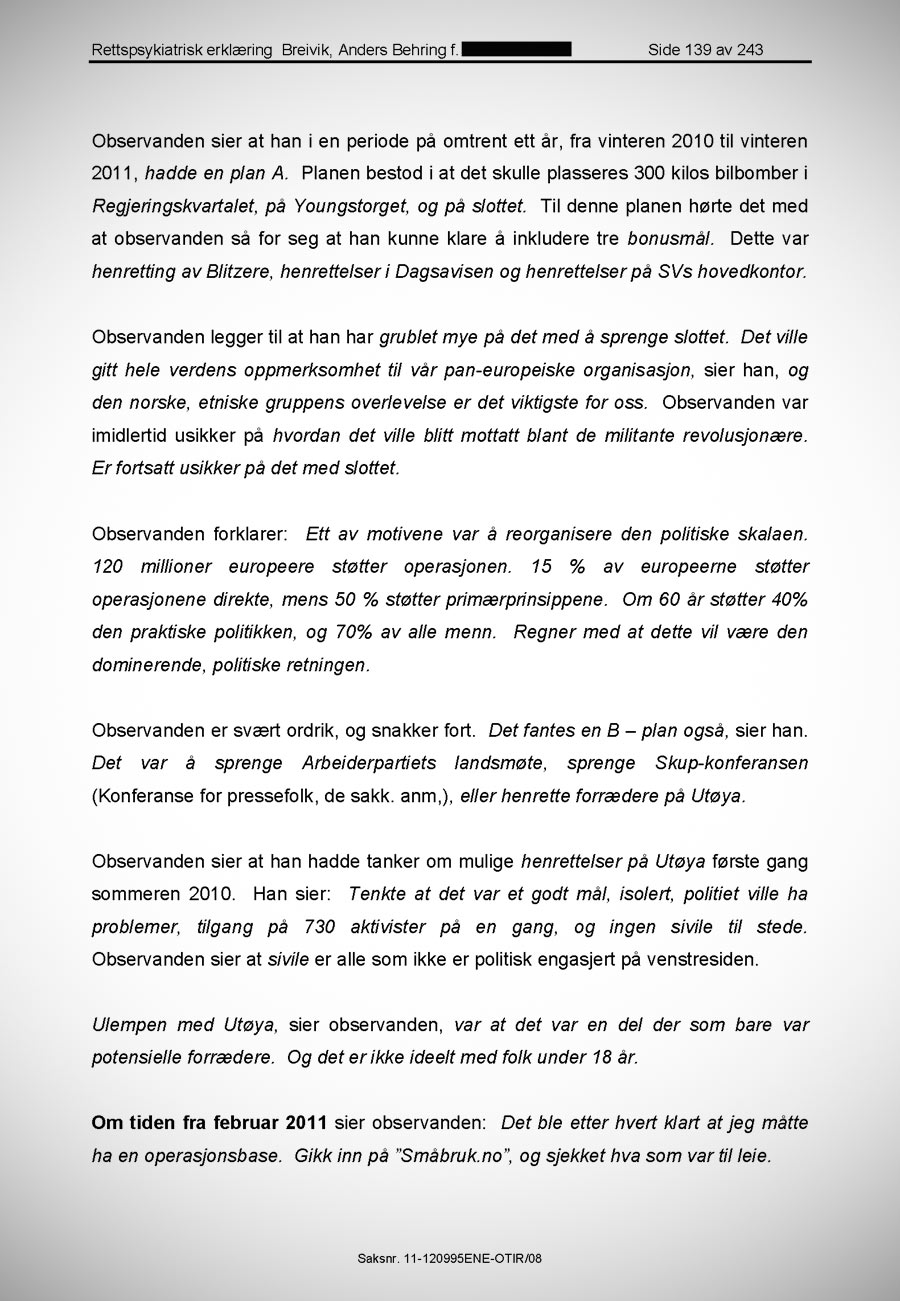 Rettspsykiatrisk erklæring Breivik, Anders Behring f. Side 139 av 243
Observanden sier at han i en periode på omtrent ett år, fra vinteren 2010 til vinteren
2011, hadde en plan A. Planen bestod i at det skulle plasseres 300 kilos bilbomber i
Regjeringskvartalet, på Youngstorget, og på slottet. Til denne planen hørte det med
at observanden så for seg at han kunne klare å inkludere tre bonusmål. Dette var
henretting av Blitzere, henrettelser i Dagsavisen og henrettelser på SVs hovedkontor.
Observanden legger til at han har grublet mye på det med å sprenge slottet. Det ville
gitt hele verdens oppmerksomhet til vår pan-europeiske organisasjon, sier han, og
den norske, etniske gruppens overlevelse er det viktigste for oss. Observanden var
imidlertid usikker på hvordan det ville blitt mottatt blant de militante revolusjonære.
Er fortsatt usikker på det med slottet.
Observanden forklarer: Ett av motivene var å reorganisere den politiske skalaen.
120 millioner europeere støtter operasjonen. 15 % av europeerne støtter
operasjonene direkte, mens 50 % støtter primærprinsippene. Om 60 år støtter 40%
den praktiske politikken, og 70% av alle menn. Regner med at dette vil være den
dominerende, politiske retningen.
Observanden er svært ordrik, og snakker fort. Det fantes en B – plan også, sier han.
Det var å sprenge Arbeiderpartiets landsmøte, sprenge Skup-konferansen
(Konferanse for pressefolk, de sakk. anm,), eller henrette forrædere på Utøya.
Observanden sier at han hadde tanker om mulige henrettelser på Utøya første gang
sommeren 2010. Han sier: Tenkte at det var et godt mål, isolert, politiet ville ha
problemer, tilgang på 730 aktivister på en gang, og ingen sivile til stede.
Observanden sier at sivile er alle som ikke er politisk engasjert på venstresiden.
Ulempen med Utøya, sier observanden, var at det var en del der som bare var
potensielle forrædere. Og det er ikke ideelt med folk under 18 år.
Om tiden fra februar 2011 sier observanden: Det ble etter hvert klart at jeg måtte
ha en operasjonsbase. Gikk inn på ”Småbruk.no”, og sjekket hva som var til leie.
Saksnr. 11-120995ENE-OTIR/08